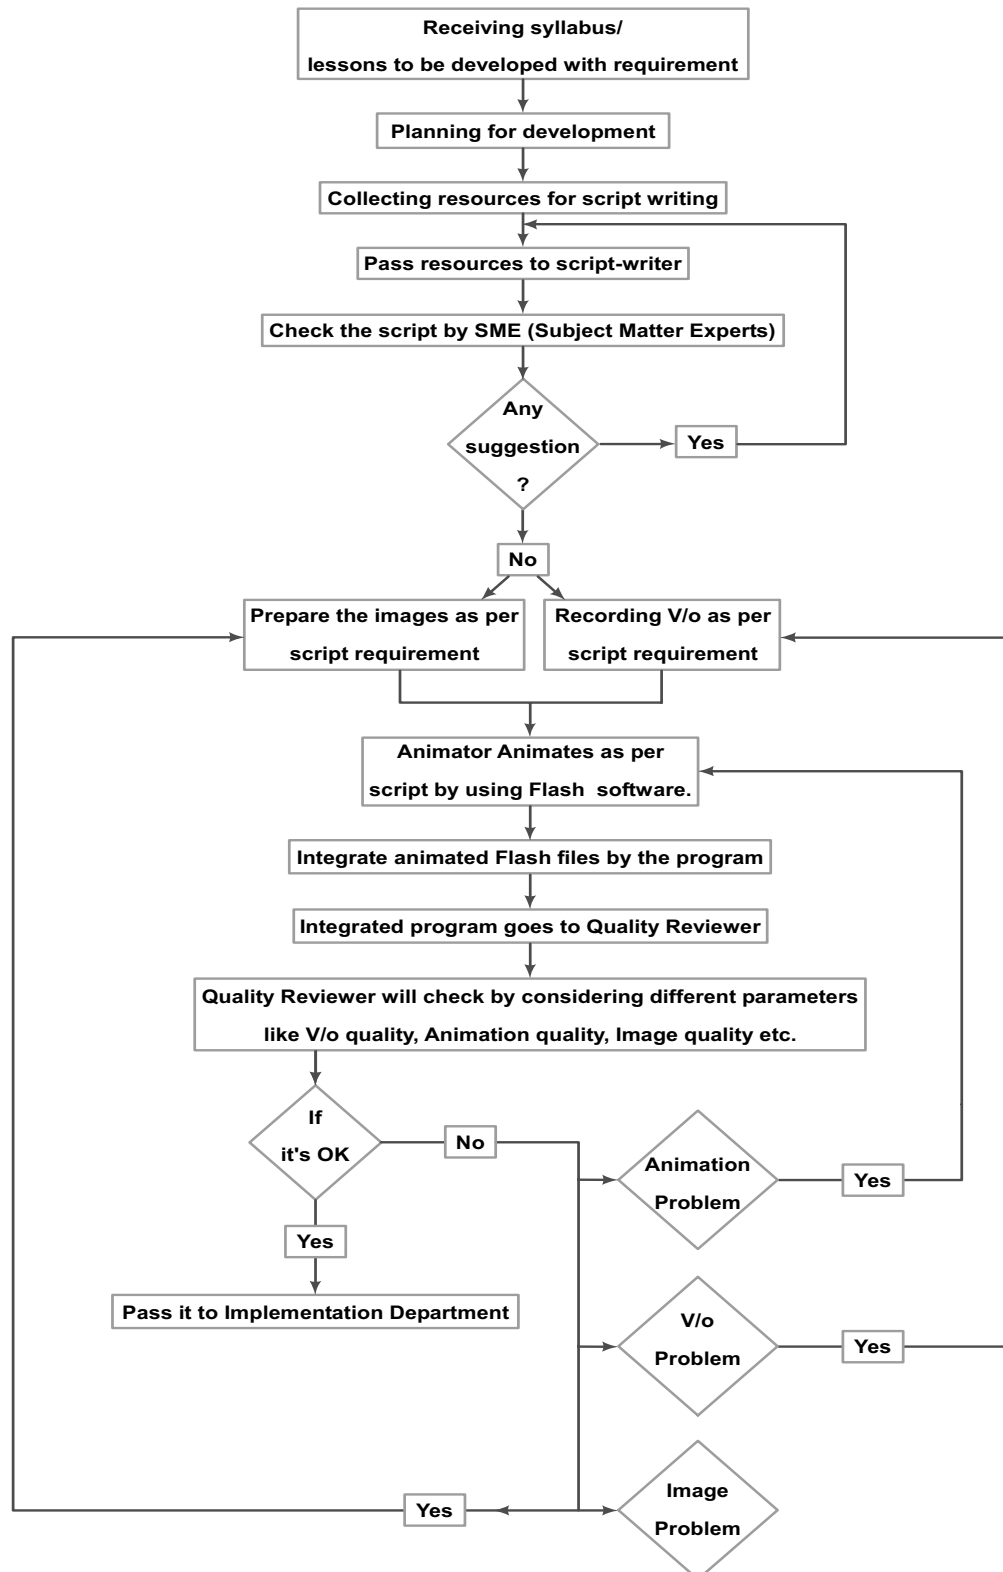 Receiving syllabus/
lessons to be developed with requirement
Planning for development
Collecting resources for script writing
Pass resources to script-writer
Check the script by SME (Subject Matter Experts)
Any
suggestion
?
Yes
No
Prepare the images as per
script requirement
Recording V/o as per
script requirement
Animator Animates as per
script by using Flash software.
Integrate animated Flash files by the program
Integrated program goes to Quality Reviewer
Quality Reviewer will check by considering different parameters
like V/o quality, Animation quality, Image quality etc.
If
it's OK
No
Animation
Problem
Yes
Yes
Pass it to Implementation Department
V/o
Problem
Yes
Image
Problem
Yes